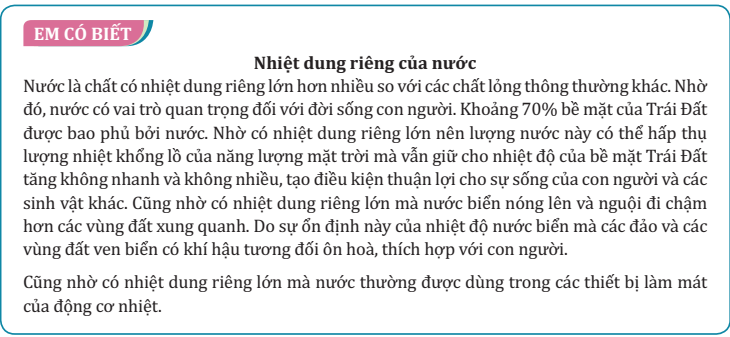 EM CÓ BIẾT
Nhiệt dung riêng của nước
Nước là chất có nhiệt dung riêng lớn hơn nhiều so với các chất lỏng thông thường khác. Nhờ
đó, nước có vai trò quan trọng đối với đời sống con người. Khoảng 70% bề mặt của Trái Đất
được bao phủ bởi nước. Nhờ có nhiệt dung riêng lớn nên lượng nước này có thể hấp thụ
lượng nhiệt khổng lồ của năng lượng mặt trời mà vẫn giữ cho nhiệt độ của bề mặt Trái Đất
tăng không nhanh và không nhiều, tạo điều kiện thuận lợi cho sự sống của con người và các
sinh vật khác. Cũng nhờ có nhiệt dung riêng lớn mà nước biển nóng lên và nguội đi chậm
hơn các vùng đất xung quanh. Do sự ổn định này của nhiệt độ nước biển mà các đảo và các
vùng đất ven biển có khí hậu tương đối ôn hoà, thích hợp với con người.
Cũng nhờ có nhiệt dung riêng lớn mà nước thường được dùng trong các thiết bị làm mát
của động cơ nhiệt.